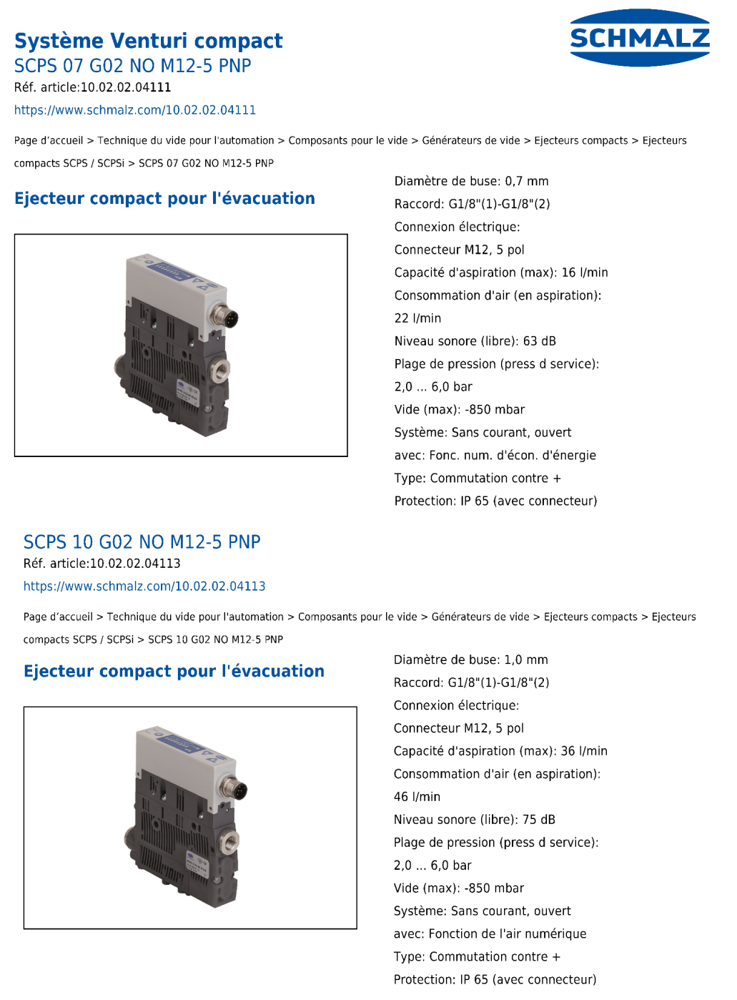 Système Venturi compact
SCHMALZ
SCPS 07 G02 NO M12-5 PNP
Réf. article:10.02.02.04111
https://www.schmalz.com/10.02.02.04111
Page d’accueil > Technique du vide pour l'automation > Composants pour le vide > Générateurs de vide > Ejecteurs compacts > Ejecteurs
compacts SCPS / SCPSi > SCPS 07 G02 NO M12-5 PNP
Ejecteur compact pour l'évacuation
Diamètre de buse: 0,7 mm
Raccord: G1/8"(1)-G1/8"(2)
Connexion électrique:
Connecteur M12, 5 pol
Capacité d'aspiration (max): 16 l/min
Consommation d'air (en aspiration):
22 l/min
Niveau sonore (libre): 63 dB
Plage de pression (press d service):
2,0 ... 6,0 bar
Vide (max): -850 mbar
Système: Sans courant, ouvert
avec: Fonc. num. d'écon. d'énergie
Type: Commutation contre +
Protection: IP 65 (avec connecteur)
SCPS 10 G02 NO M12-5 PNP
Réf. article:10.02.02.04113
https://www.schmalz.com/10.02.02.04113
Page d’accueil > Technique du vide pour l'automation > Composants pour le vide > Générateurs de vide > Ejecteurs compacts > Ejecteurs
compacts SCPS / SCPSi > SCPS 10 G02 NO M12-5 PNP
Ejecteur compact pour l'évacuation
Diamètre de buse: 1,0 mm
Raccord: G1/8"(1)-G1/8"(2)
Connexion électrique:
Connecteur M12, 5 pol
Capacité d'aspiration (max): 36 l/min
Consommation d'air (en aspiration):
46 l/min
Niveau sonore (libre): 75 dB
Plage de pression (press d service):
2,0 ... 6,0 bar
Vide (max): -850 mbar
Système: Sans courant, ouvert
avec: Fonction de l'air numérique
Type: Commutation contre +
Protection: IP 65 (avec connecteur)